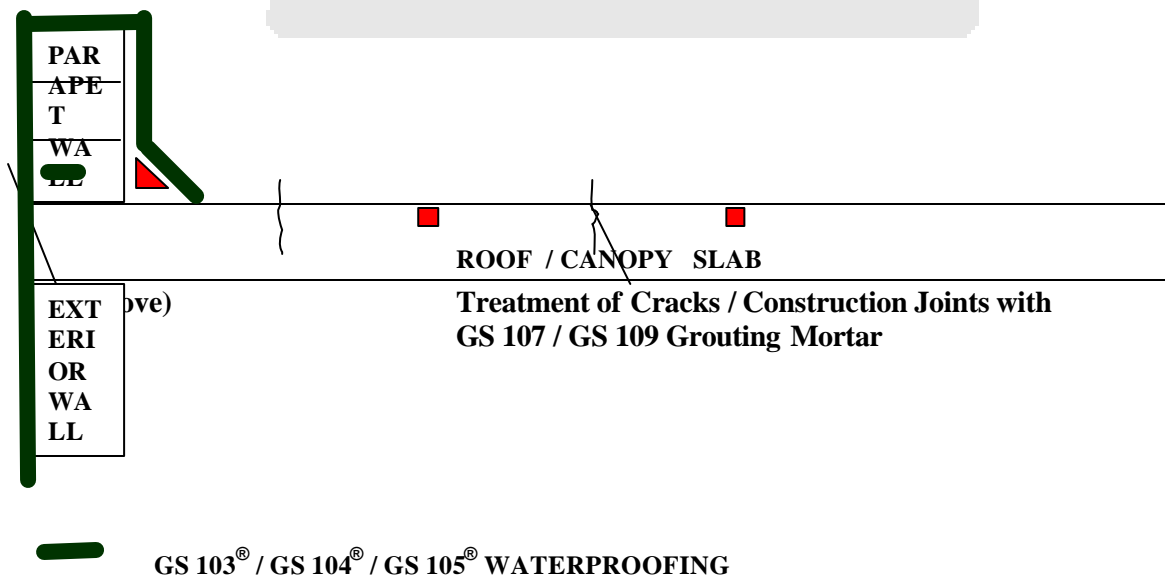 PAR
APE
T
WA
LL
ROOF / CANOPY SLAB
EXT
ERI
OR
WA
LL
ove)
Treatment of Cracks / Construction Joints with
GS 107 / GS 109 Grouting Mortar
GS 103® / GS 104® / GS 105® WATERPROOFING